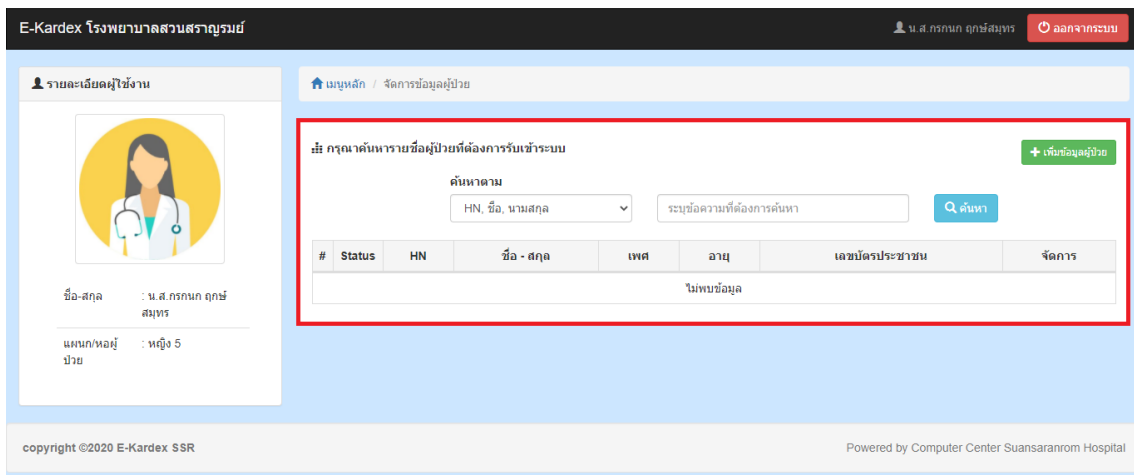 E-Kardex โรงพยาบาลสวนสราญรมย์
น.ส.กรกนก ฤกษ์สมุทร
ออกจากระบบ
รายละเอียดผู้ใช้งาน
เมนูหลัก / จัดการข้อมูลผู้ป่วย
กรุณาค้นหารายชื่อผู้ป่วยที่ต้องการรับเข้าระบบ
เพิ่มข้อมูลผู้ป่วย
ค้นหาตาม
HN, ชื่อ, นามสกุล
ระบุข้อความที่ต้องการค้นหา
ค้นหา
# Status HN ชื่อ - สกุล เพศ อายุ เลขบัตรประชาชน จัดการ
ไม่พบข้อมูล
ชื่อ-สกุล : น.ส.กรกนก ฤกษ์
สมุทร
แผนก/หอผู้ : หญิง 5
ป่วย
copyright ©2020 E-Kardex SSR
Powered by Computer Center Suansaranrom Hospital